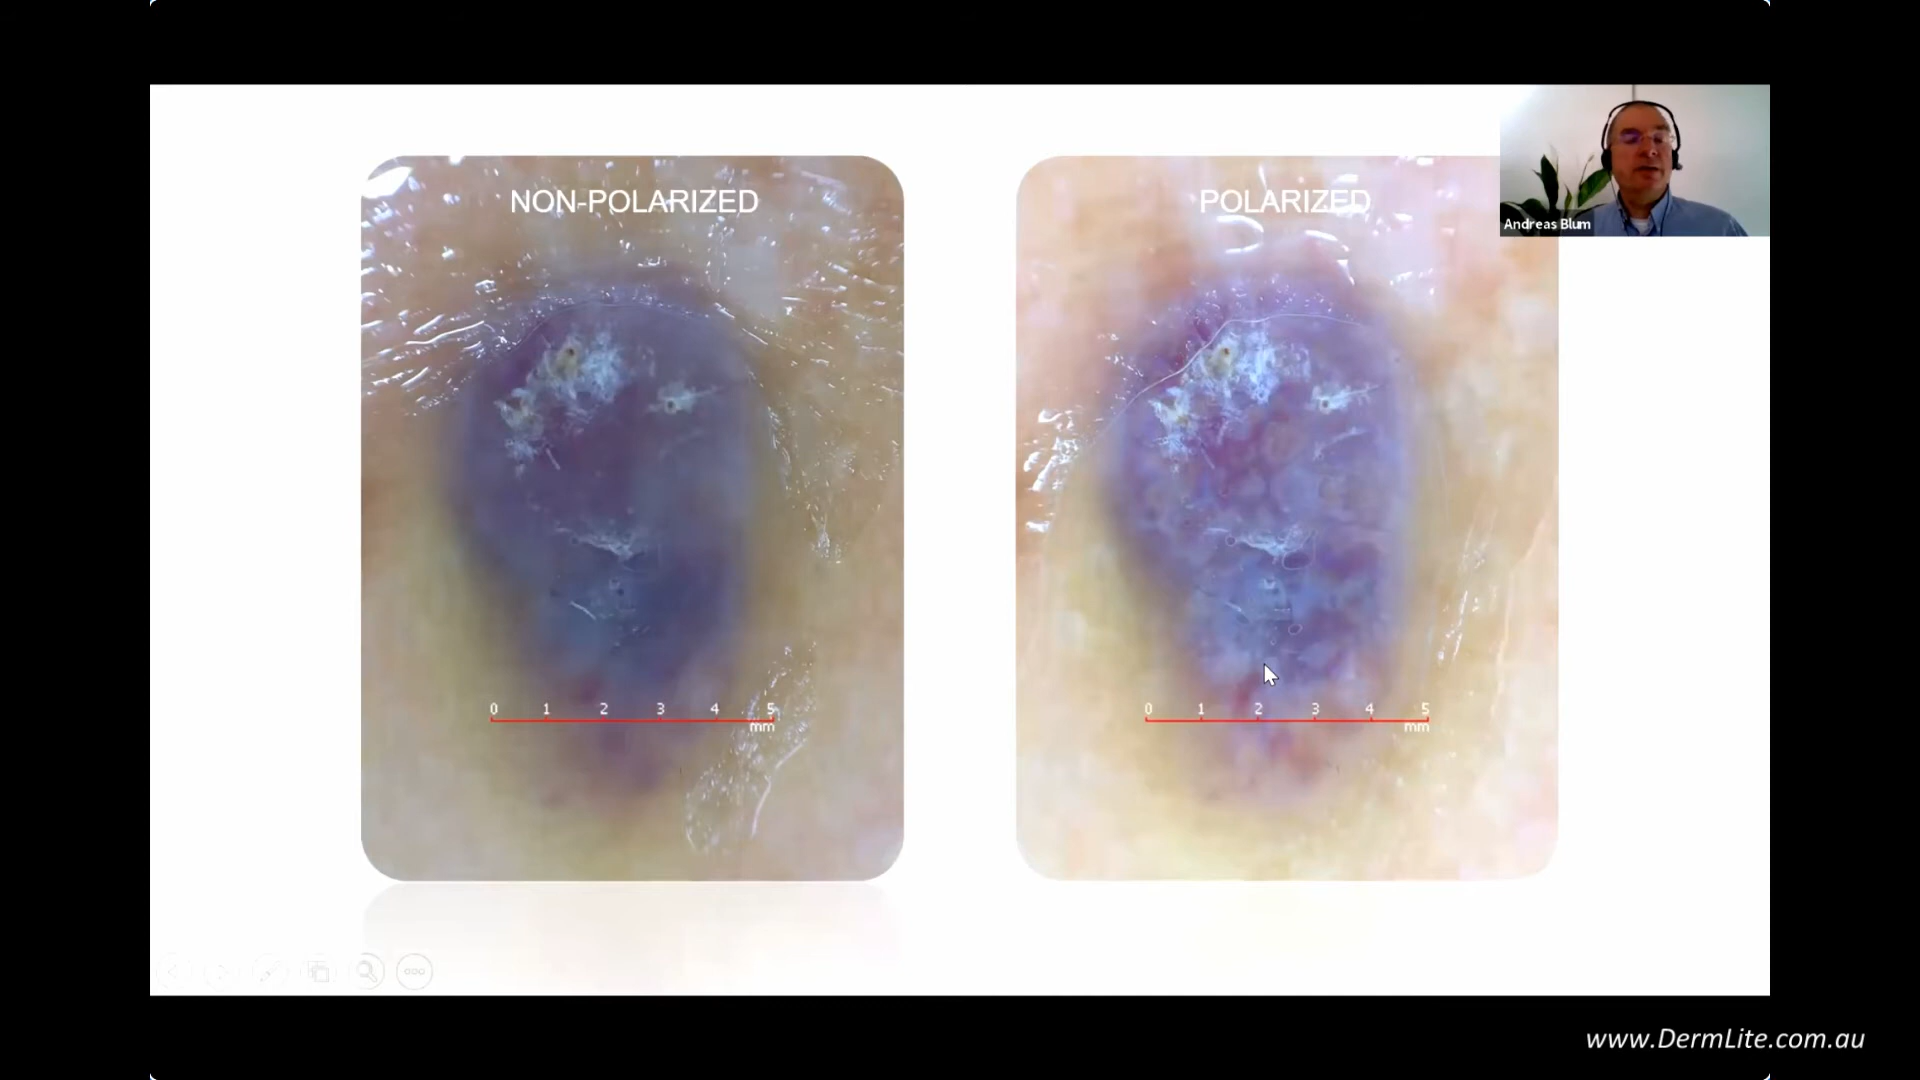 NON-POLARIZED
POLARIZED
Andreas Blum
0 1 2 3 4 5
mm
0 1 2 3 4 5
mm
www.DermLite.com.au